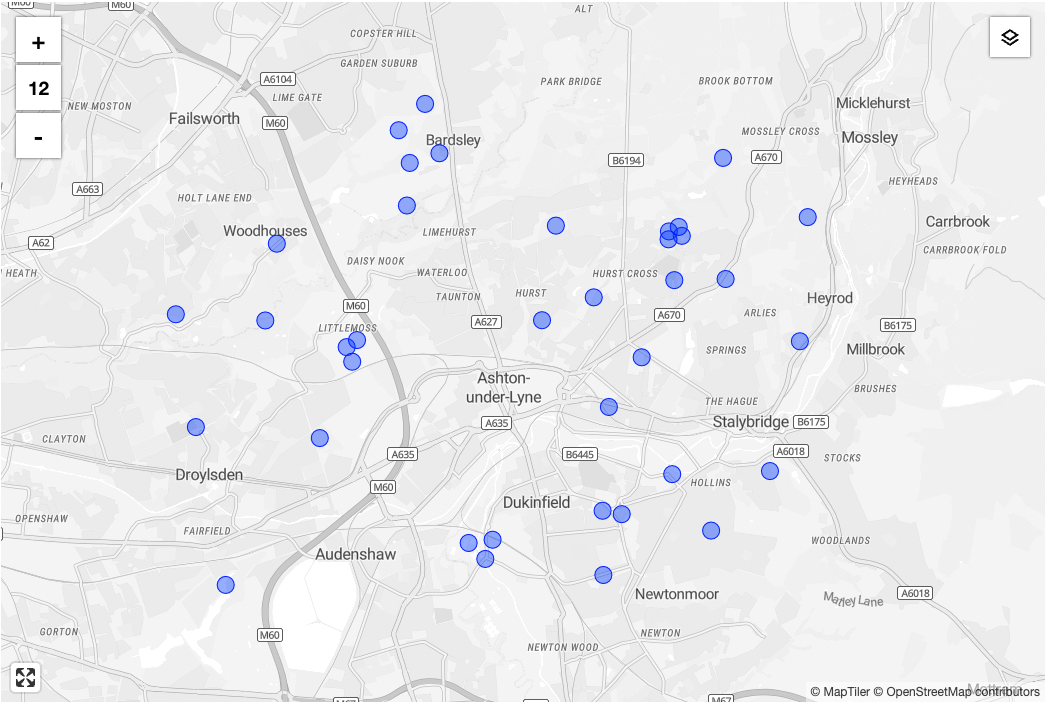 M60
M60
ALT
+
COPSTER HILL
12
GARDEN SUBURB
A6104
PARK BRIDGE
BROOK BOTTOM
LIME GATE
NEW MOSTON
Micklehurst
Failsworth
M60
-
MOSSLEY CROSS
Mossley
Bardsley
B6194
A670
HEYHEADS
A663
HOLT LANE END
Carrbrook
Woodhouses
LIMEHURST
A62
CARRBROOK FOLD
DAISY NOOK
HEATH
WATERLOO
HURST CROSS
HURST
TAUNTON
Heyrod
M60
ARLIES
A670
A627
B6175
LITTLEMOSS
SPRINGS
Millbrook
Ashton-
under-Lyne
BRUSHES
THE HAGUE
A635
Stalybridge
B6175
CLAYTON
A6018
A635
B6445
STOCKS
Droylsden
HOLLINS
M60
Dukinfield
OPENSHAW
FAIRFIELD
WOODLANDS
Audenshaw
Newtonmoor
A6018
Matley Lane
GORTON
M60
NEWTON
NEWTON WOOD
M67
M67
© MapTiler © OpenStreetMap contributors